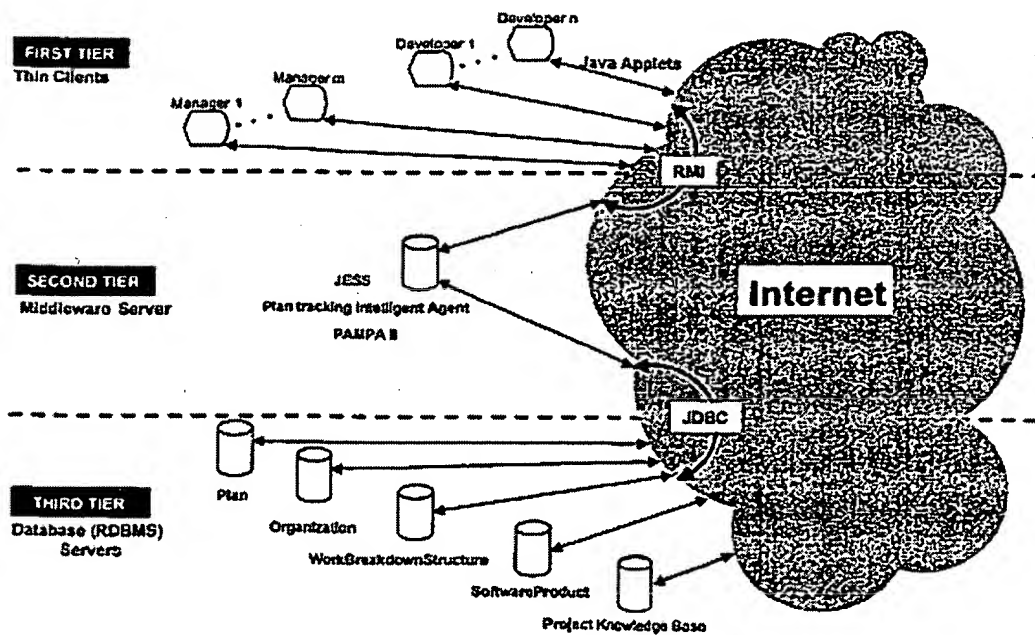 Developer n
FIRST TIER
Developer 1
Thin Clients
Java Applets
Manager m
Manager 1
RMI
SECOND TIER
JESS
Internet
Middleware Server
Plan tracking Intelligent Agent
PAMPA II
JDBC
THIRD TIER
Plan
Database (RDBMS)
Organization
Servers
WorkBreakdownStructure
SoftwareProduct
Project Knowledge Base